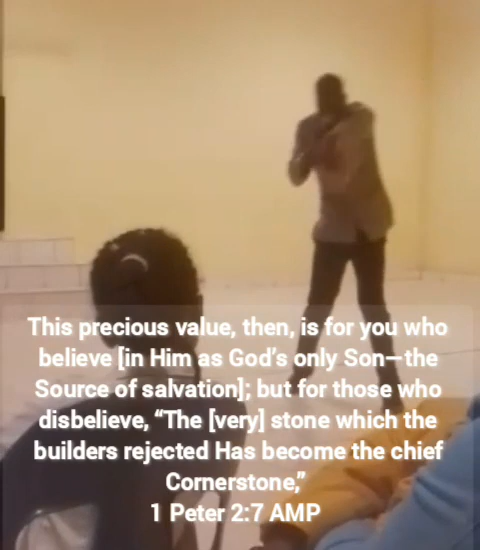 This precious value, then, is for you who
believe [in Him as God's only Son—the
Source of salvation]; but for those who
disbelieve, “The [very] stone which the
builders rejected Has become the chief
Cornerstone,”
1 Peter 2:7 AMP